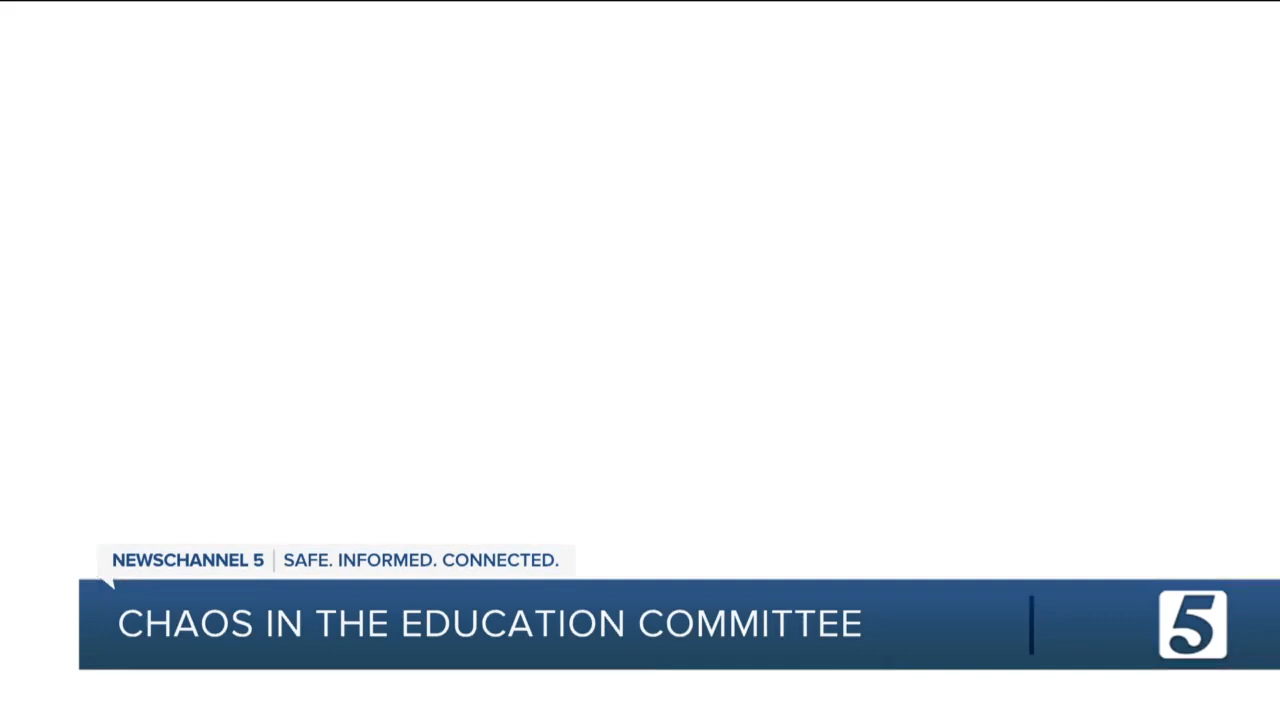 NEWSCHANNEL 5 | SAFE. INFORMED. CONNECTED.
CHAOS IN THE EDUCATION COMMITTEE
5